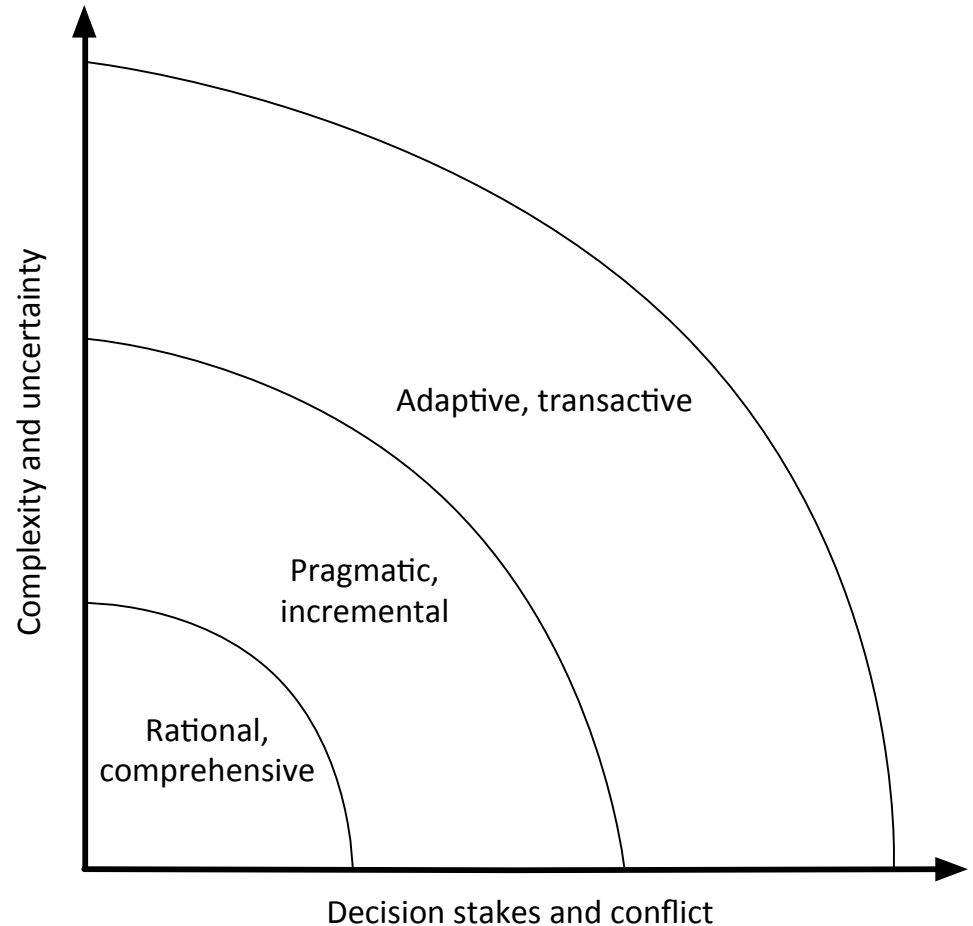 Complexity and uncertainty
Adaptive, transactive
Pragmatic,
incremental
Rational,
comprehensive
Decision stakes and conflict